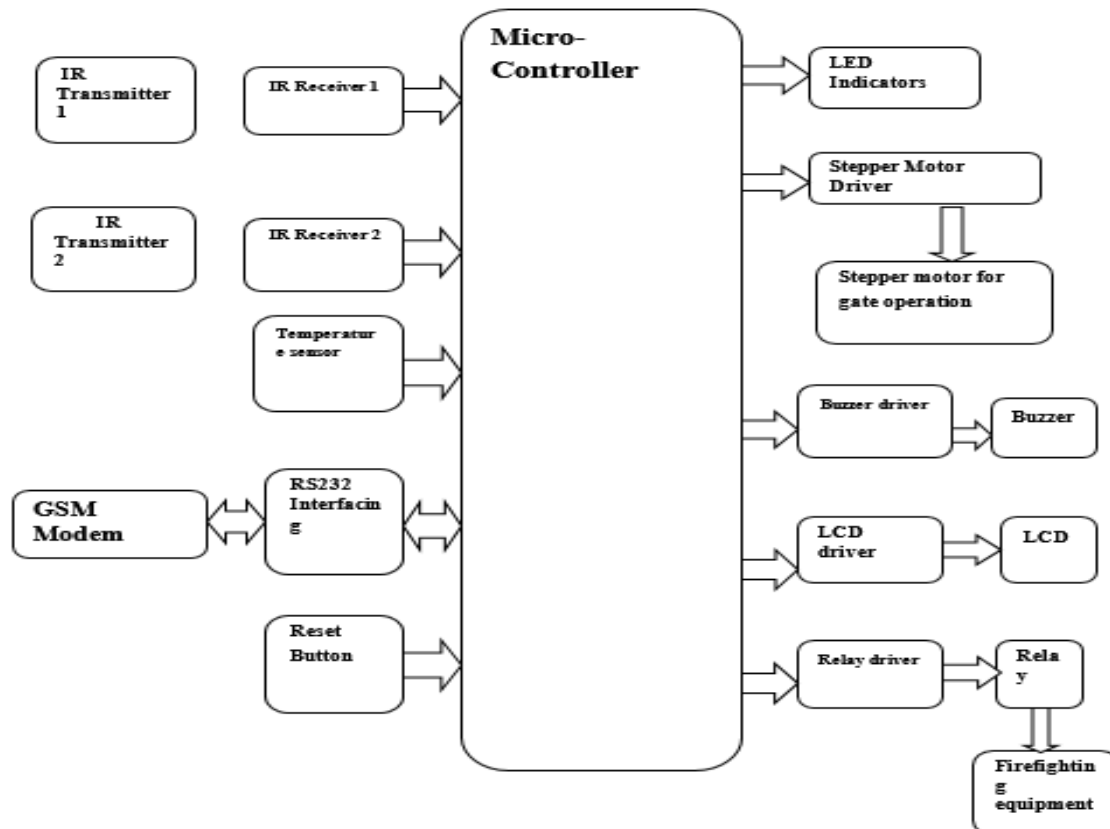 Micro-
Controller
IR
Transmitter
1
IR Receiver 1
IR
Transmitter
2
IR Receiver 2
Temperatur
e sensor
GSM
Modem
RS232
Interfacin
g
Reset
Button
LED
Indicators
Stepper Motor
Driver
Stepper motor for
gate operation
Buzzer driver
Buzzer
LCD
driver
LCD
Relay driver
Rela
y
Firefightin
g
equipment